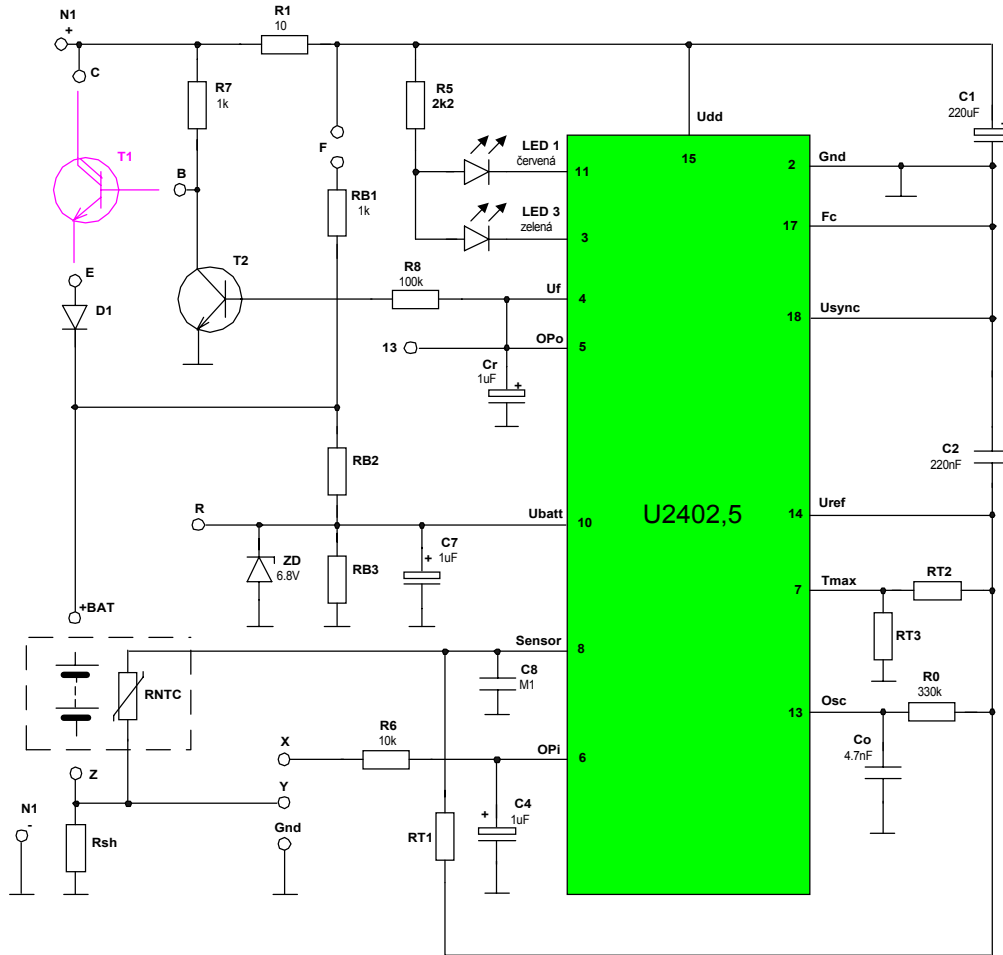 N1
+
R1
10
C
R7
1k
R5
2k2
Udd
15
C1
220uF
+
T1
B
F
RB1
1k
LED 1
červená
11
2
Gnd
LED 3
zelená
3
17
Fc
E
D1
T2
R8
100k
Uf
4
18
Usync
13
OPo
5
Cr
1uF
+
RB2
C2
220nF
R
Ubatt
10
U2402,5
14
Uref
ZD
6.8V
RB3
C7
1uF
+
7
Tmax
RT2
RT3
+BAT
RNTC
Sensor
8
C8
M1
R0
330k
13
Osc
Co
4.7nF
Z
X
R6
10k
OPi
6
Y
N1
-
Rsh
Gnd
RT1
C4
1uF
+